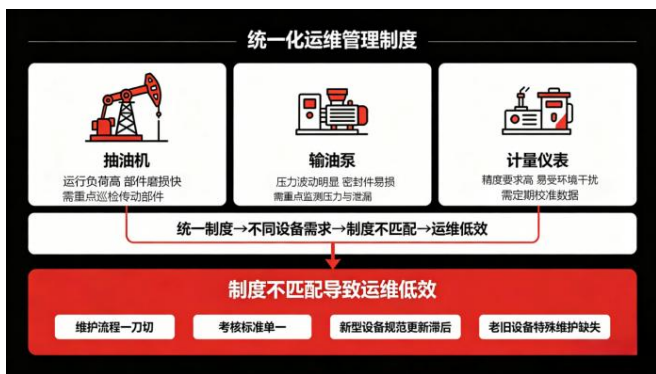 统一化运维管理制度
抽油机
运行负荷高 部件磨损快
需重点巡检传动部件
输油泵
压力波动明显 密封件易损
需重点监测压力与泄漏
计量仪表
精度要求高 易受环境干扰
需定期校准数据
统一制度→不同设备需求→制度不匹配→运维低效
制度不匹配导致运维低效
维护流程一刀切
考核标准单一
新型设备规范更新滞后
老旧设备特殊维护缺失